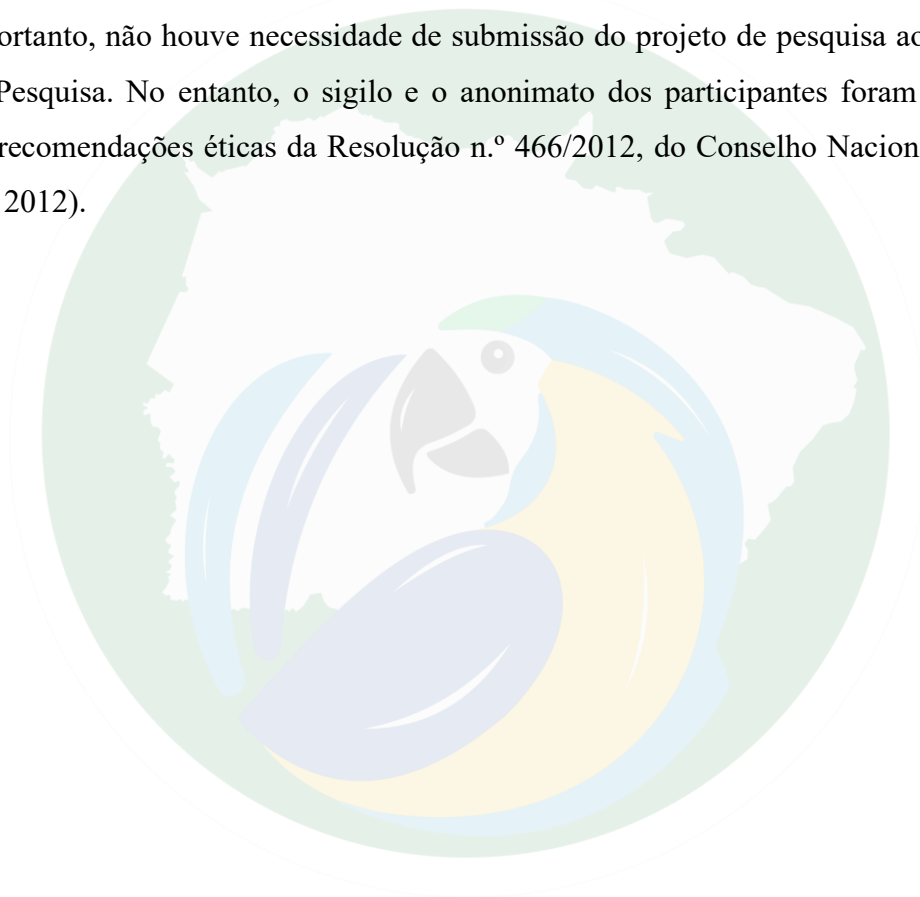 ortanto, não houve necessidade de submissão do projeto de pesquisa ao
Pesquisa. No entanto, o sigilo e o anonimato dos participantes foram
recomendações éticas da Resolução n.º 466/2012, do Conselho Nacion
2012).